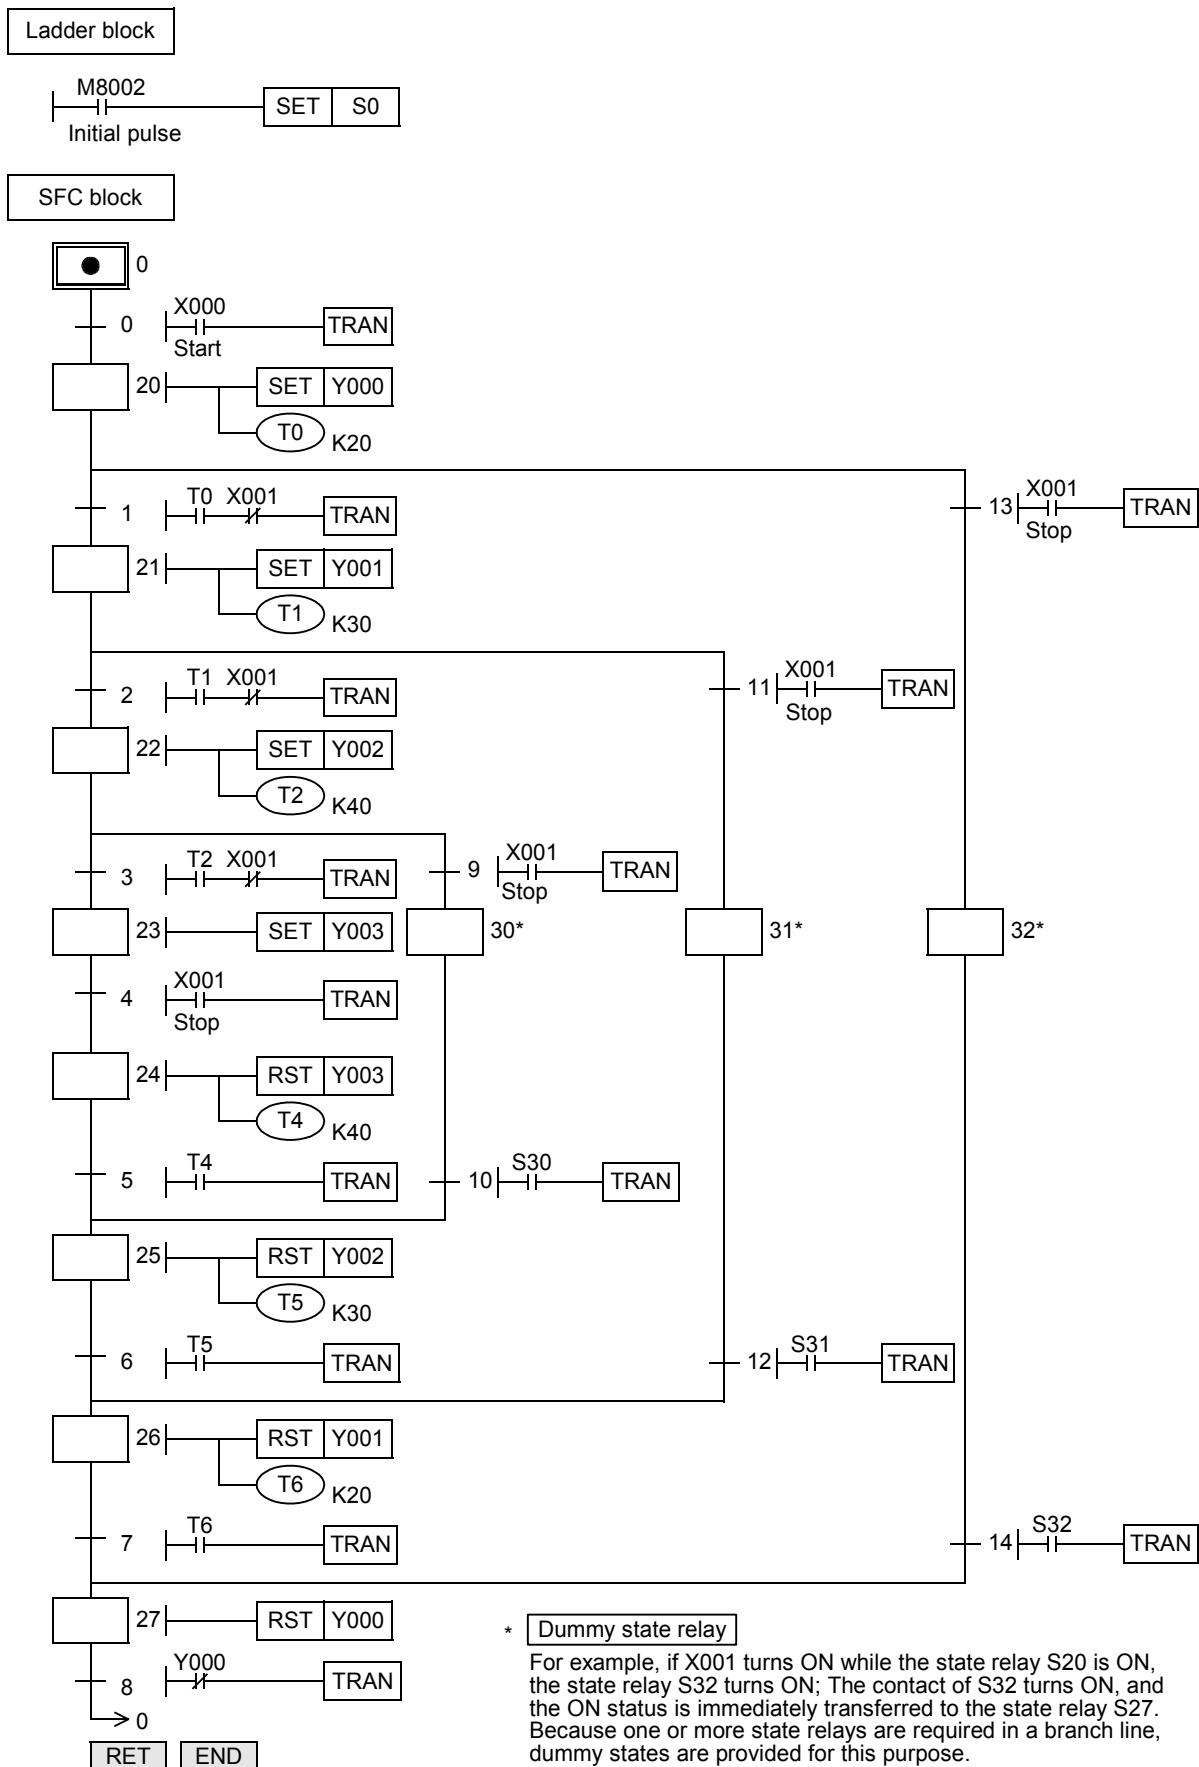 Ladder block
M8002
SET S0
Initial pulse
SFC block
0
X000
0 TRAN
Start
20 SET Y000
T0 K20
T0 X001
1 TRAN
X001
13 TRAN
Stop
21 SET Y001
T1 K30
T1 X001
2 TRAN
X001
11 TRAN
Stop
22 SET Y002
T2 K40
T2 X001
3 TRAN
X001
9 TRAN
Stop
23 SET Y003
30*
31*
32*
X001
4 TRAN
Stop
24 RST Y003
T4 K40
T4
5 TRAN
S30
10 TRAN
25 RST Y002
T5 K30
T5
6 TRAN
S31
12 TRAN
26 RST Y001
T6 K20
T6
7 TRAN
S32
14 TRAN
27 RST Y000
Y000
8 TRAN
0
RET END
* Dummy state relay
For example, if X001 turns ON while the state relay S20 is ON,
the state relay S32 turns ON; The contact of S32 turns ON, and
the ON status is immediately transferred to the state relay S27.
Because one or more state relays are required in a branch line,
dummy states are provided for this purpose.